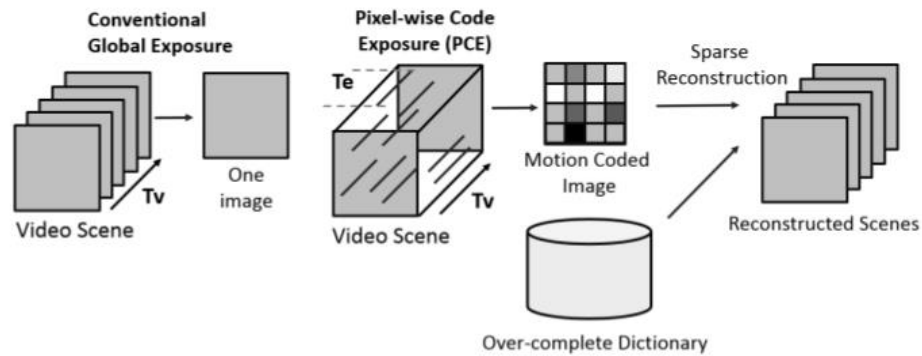 Conventional
Global Exposure
One
image
Tv
Video Scene
Pixel-wise Code
Exposure (PCE)
Te
Tv
Video Scene
Motion Coded
Image
Sparse
Reconstruction
Reconstructed Scenes
Over-complete Dictionary